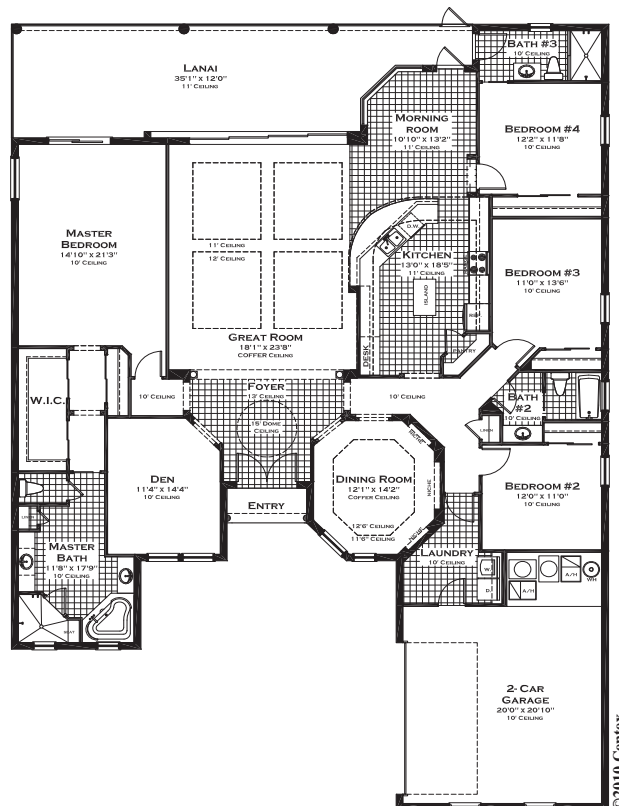 BATH #3
10' CEILING
LANAI
35'1" x 12'0"
11' CEILING
MORNING
ROOM
10'10" x 13'2"
11' CEILING
BEDROOM #4
12'2" x 11'8"
10' CEILING
MASTER
BEDROOM
14'10" x 21'3"
10' CEILING
11' CEILING
12' CEILING
GREAT ROOM
18'1" x 23'8"
COFFER CEILING
D.W.
KITCHEN
13'0" x 18'5"
11' CEILING
ISLAND
DESK
PANTRY
BEDROOM #3
11'0" x 13'6"
10' CEILING
W.I.C.
10' CEILING
FOYER
13' CEILING
15' DOME
CEILING
10' CEILING
BATH
#2
10' CEILING
LINEN
DEN
11'4" x 14'4"
10' CEILING
DINING ROOM
12'1" x 14'2"
COFFER CEILING
12'6" CEILING
11'6" CEILING
NICHE
NICHE
NICHE
BEDROOM #2
12'0" x 11'0"
10' CEILING
ENTRY
LINEN
MASTER
BATH
11'8" x 17'9"
10' CEILING
SEAT
LAUNDRY
10' CEILING
W.
D.
A/H
A/H
WH
2- CAR
GARAGE
20'0" x 20'10"
10' CEILING